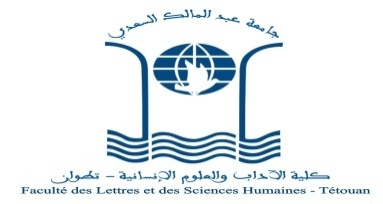 جامعة عبد المالك السعدي
كلية الآداب والعلوم الإنسانية - تطوان
Faculté des Lettres et des Sciences Humaines - Tétouan